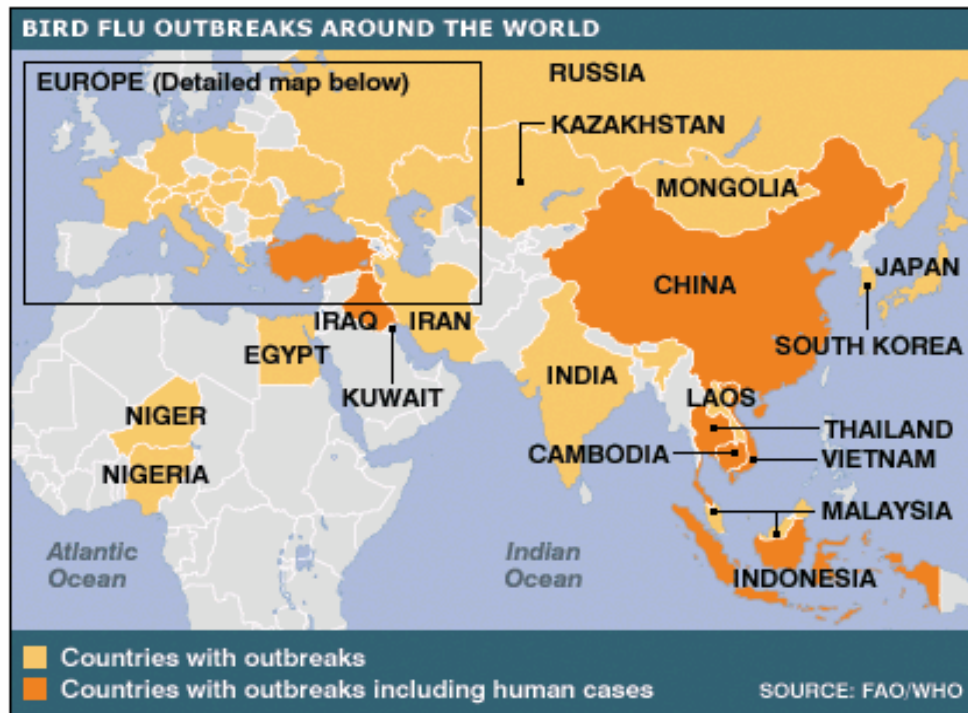 BIRD FLU OUTBREAKS AROUND THE WORLD
EUROPE (Detailed map below)
RUSSIA
KAZAKHSTAN
MONGOLIA
JAPAN
CHINA
IRAQ
IRAN
SOUTH KOREA
EGYPT
INDIA
KUWAIT
LAOS
NIGER
THAILAND
CAMBODIA
VIETNAM
NIGERIA
MALAYSIA
Atlantic
Ocean
Indian
Ocean
INDONESIA
Countries with outbreaks
Countries with outbreaks including human cases
SOURCE: FAO/WHO